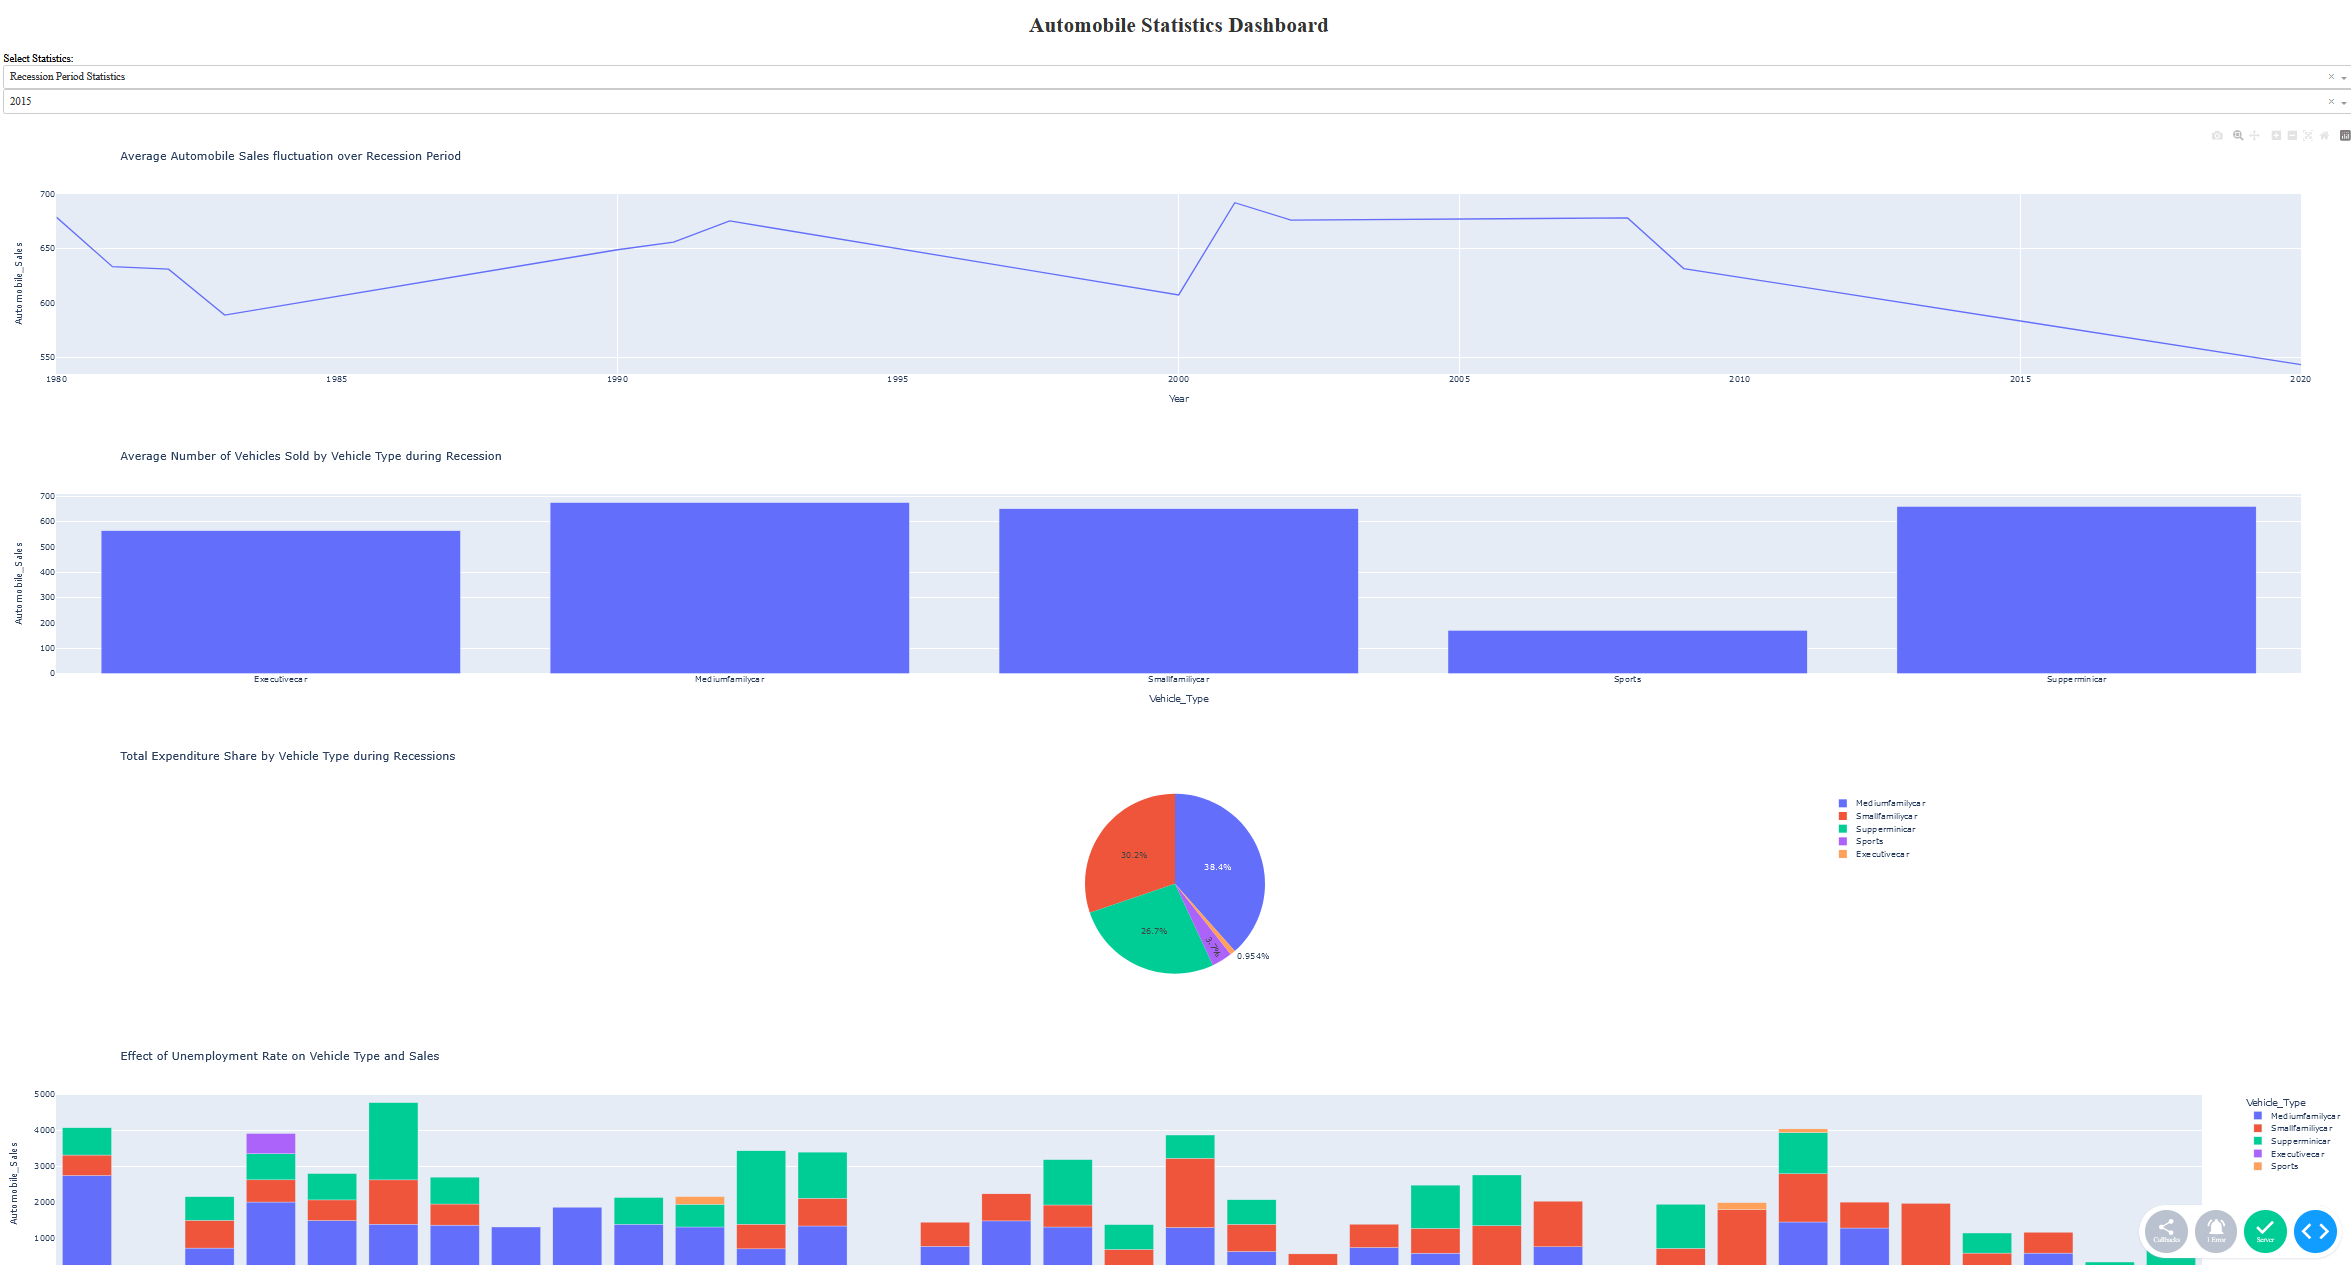 Automobile Statistics Dashboard
Select Statistics:
Recession Period Statistics
2015
Average Automobile Sales fluctuation over Recession Period
700
650
600
550
Automobile_Sales
1980 1985 1990 1995 2000 2005 2010 2015 2020
Year
Average Number of Vehicles Sold by Vehicle Type during Recession
700
600
500
400
300
200
100
0
Automobile_Sales
Executivecar Mediumfamilycar Smallfamiliycar Sports Supperminicar
Vehicle_Type
Total Expenditure Share by Vehicle Type during Recessions
30.2%
38.4%
26.7%
3.7%
0.954%
Mediumfamilycar
Smallfamiliycar
Supperminicar
Sports
Executivecar
Effect of Unemployment Rate on Vehicle Type and Sales
5000
4000
3000
2000
1000
Automobile_Sales
Vehicle_Type
Mediumfamilycar
Smallfamiliycar
Supperminicar
Executivecar
Sports
Callbacks
1 Error
Server